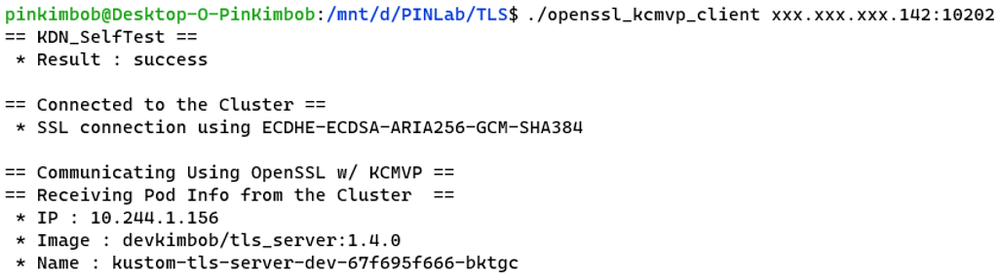 pinkimbob@Desktop-O-PinKimbob:/mnt/d/PINLab/TLS$ ./openssl_kcmvp_client xxx.xxx.xxx.142:10202
== KDN_SelfTest ==
 * Result : success

== Connected to the Cluster ==
 * SSL connection using ECDHE-ECDSA-ARIA256-GCM-SHA384

== Communicating Using OpenSSL w/ KCMVP ==
== Receiving Pod Info from the Cluster  ==
 * IP : 10.244.1.156
 * Image : devkimbob/tls_server:1.4.0
 * Name : kustom-tls-server-dev-67f695f666-bktgc